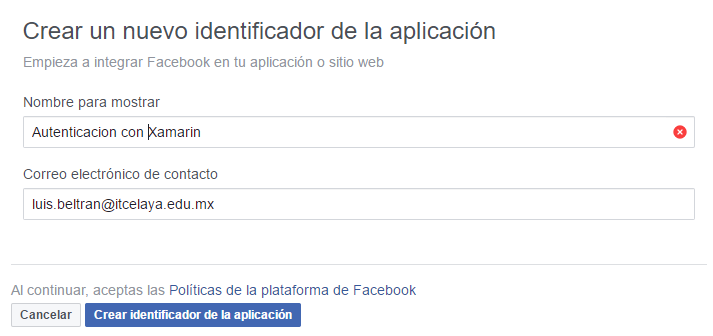 Crear un nuevo identificador de la aplicación
Empieza a integrar Facebook en tu aplicación o sitio web
Nombre para mostrar
Autenticacion con Xamarin
Correo electrónico de contacto
luis.beltran@itcelaya.edu.mx
Al continuar, aceptas las Políticas de la plataforma de Facebook
Cancelar Crear identificador de la aplicación